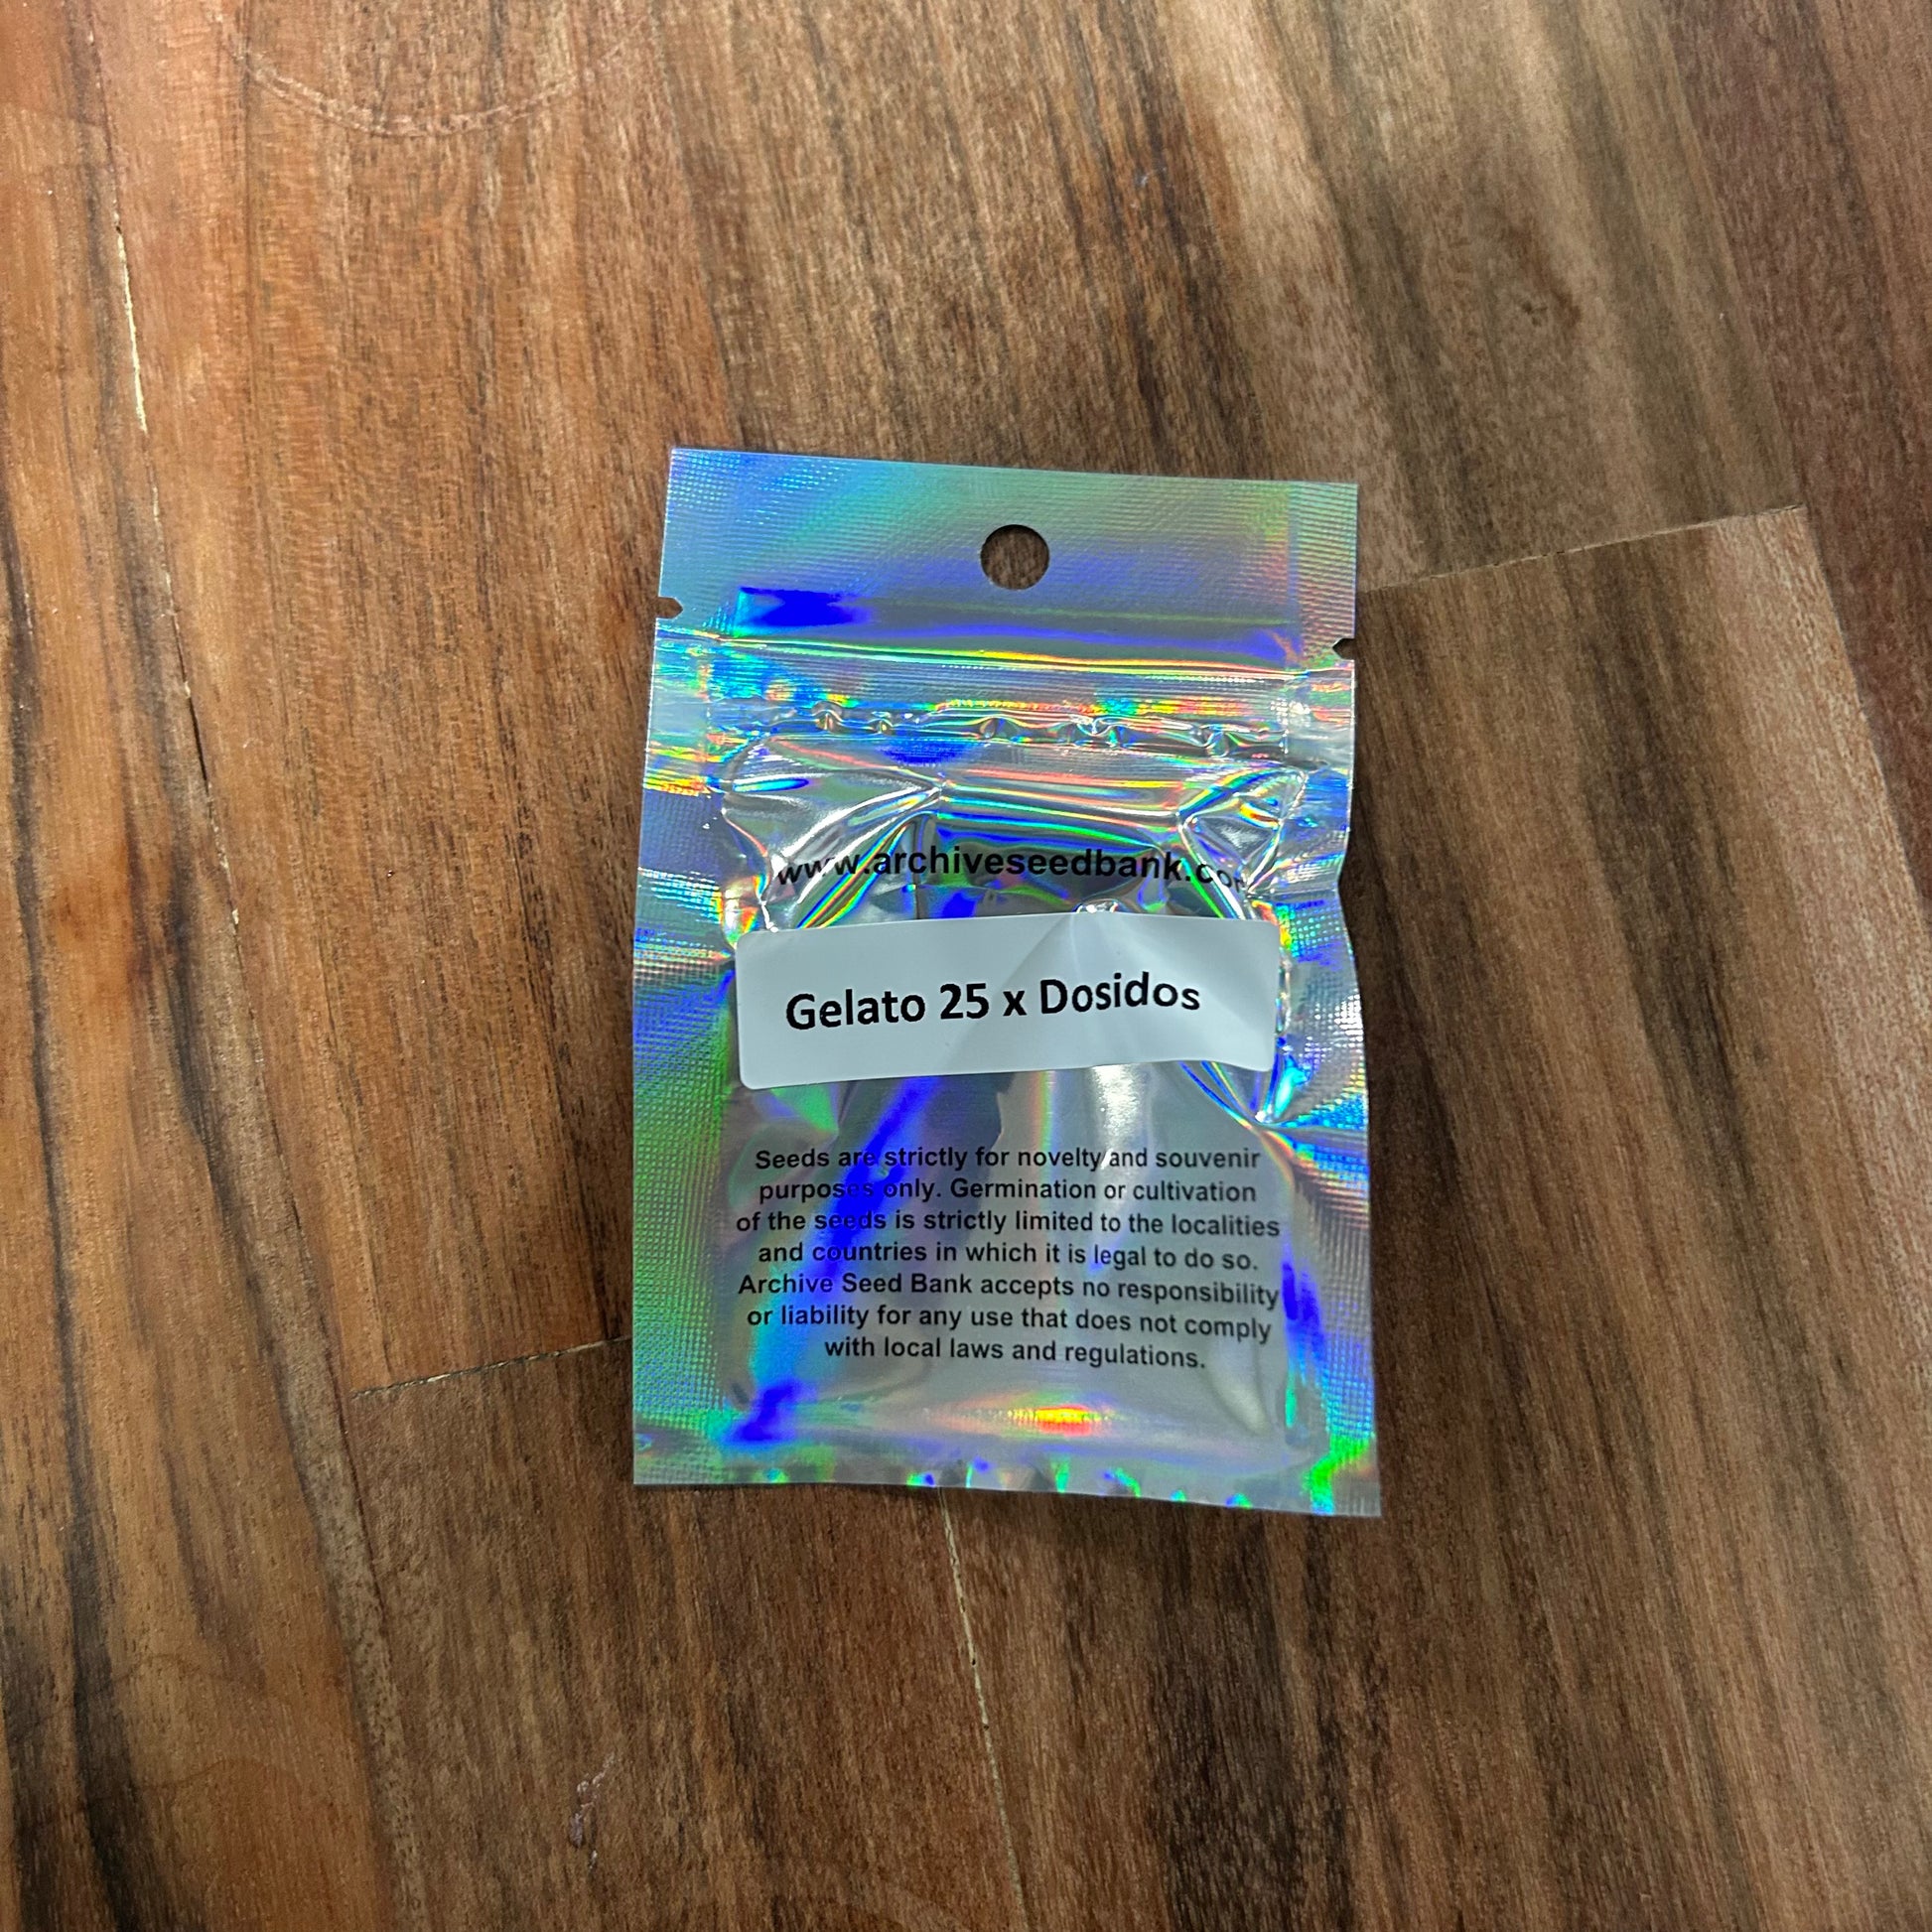 www.archiveseedbank.com
Gelato 25 x Dosidos
Seeds are strictly for novelty and souvenir
purposes only. Germination or cultivation
of the seeds is strictly limited to the localities
and countries in which it is legal to do so.
Archive Seed Bank accepts no responsibility
or liability for any use that does not comply
with local laws and regulations.